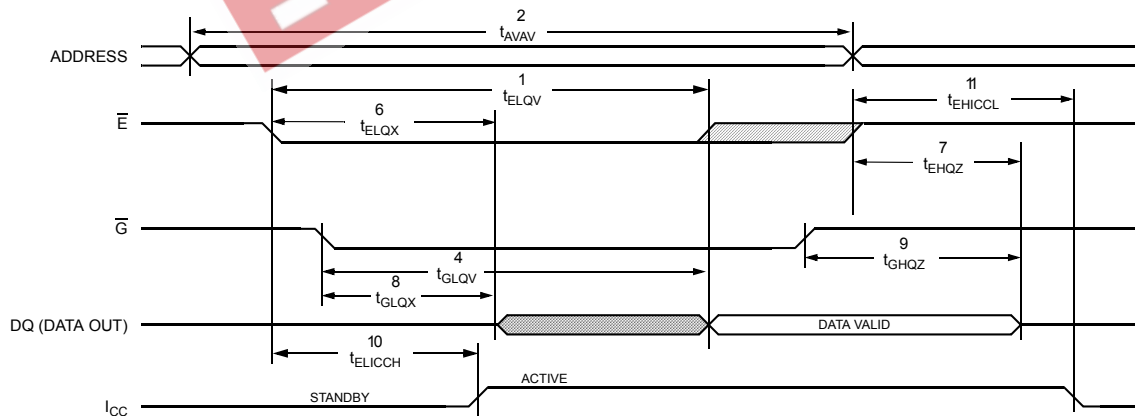 2
tAVAV
ADDRESS
1
tELQV
11
tEHICCL
6
tELQX
E̅
7
tEHQZ
G̅
9
tGHQZ
4
tGLQV
8
tGLQX
DQ (DATA OUT)
DATA VALID
10
tELICCH
ACTIVE
STANDBY
ICC